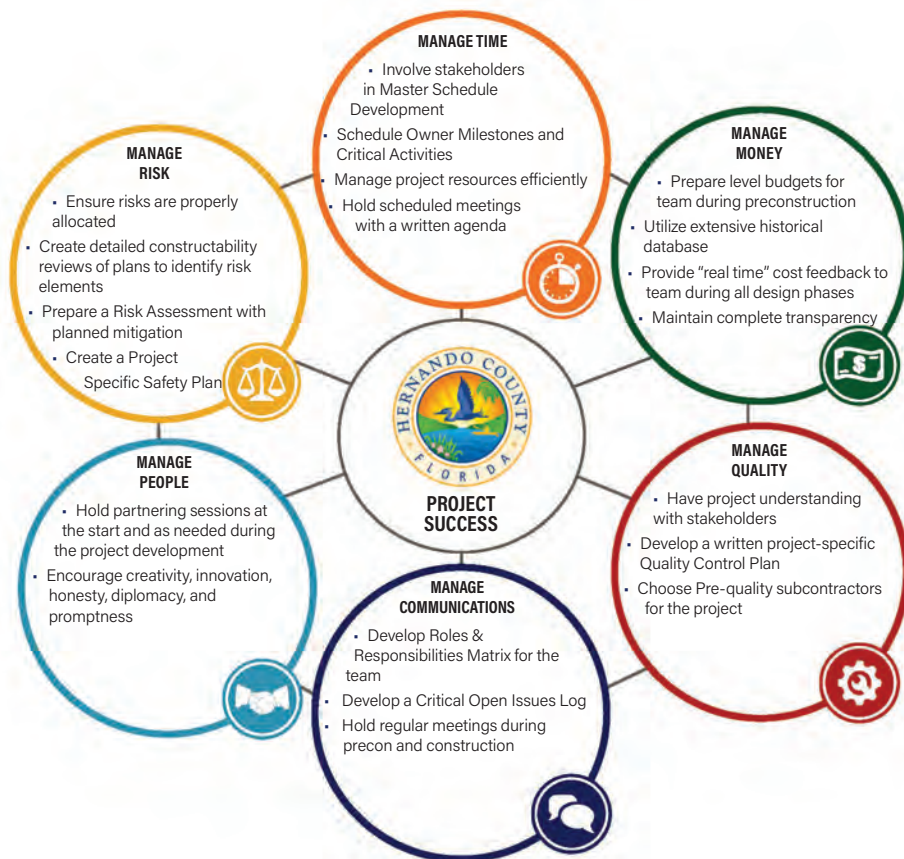 MANAGE TIME
▪ Involve stakeholders
in Master Schedule
Development
▪ Schedule Owner Milestones and
Critical Activities
▪ Manage project resources efficiently
▪ Hold scheduled meetings
with a written agenda
MANAGE
MONEY
▪ Prepare level budgets for
team during preconstruction
▪ Utilize extensive historical
database
▪ Provide "real time" cost feedback to
team during all design phases
▪ Maintain complete transparency
$
MANAGE
QUALITY
▪ Have project understanding
with stakeholders
▪ Develop a written project-specific
Quality Control Plan
▪ Choose Pre-quality subcontractors
for the project
MANAGE
COMMUNICATIONS
▪ Develop Roles &
Responsibilities Matrix for the
team
▪ Develop a Critical Open Issues Log
▪ Hold regular meetings during
precon and construction
MANAGE
PEOPLE
▪ Hold partnering sessions at
the start and as needed during
the project development
▪ Encourage creativity, innovation,
honesty, diplomacy, and
promptness
MANAGE
RISK
▪ Ensure risks are properly
allocated
▪ Create detailed constructability
reviews of plans to identify risk
elements
▪ Prepare a Risk Assessment with
planned mitigation
▪ Create a Project
Specific Safety Plan
HERNANDO COUNTY
FLORIDA
PROJECT
SUCCESS